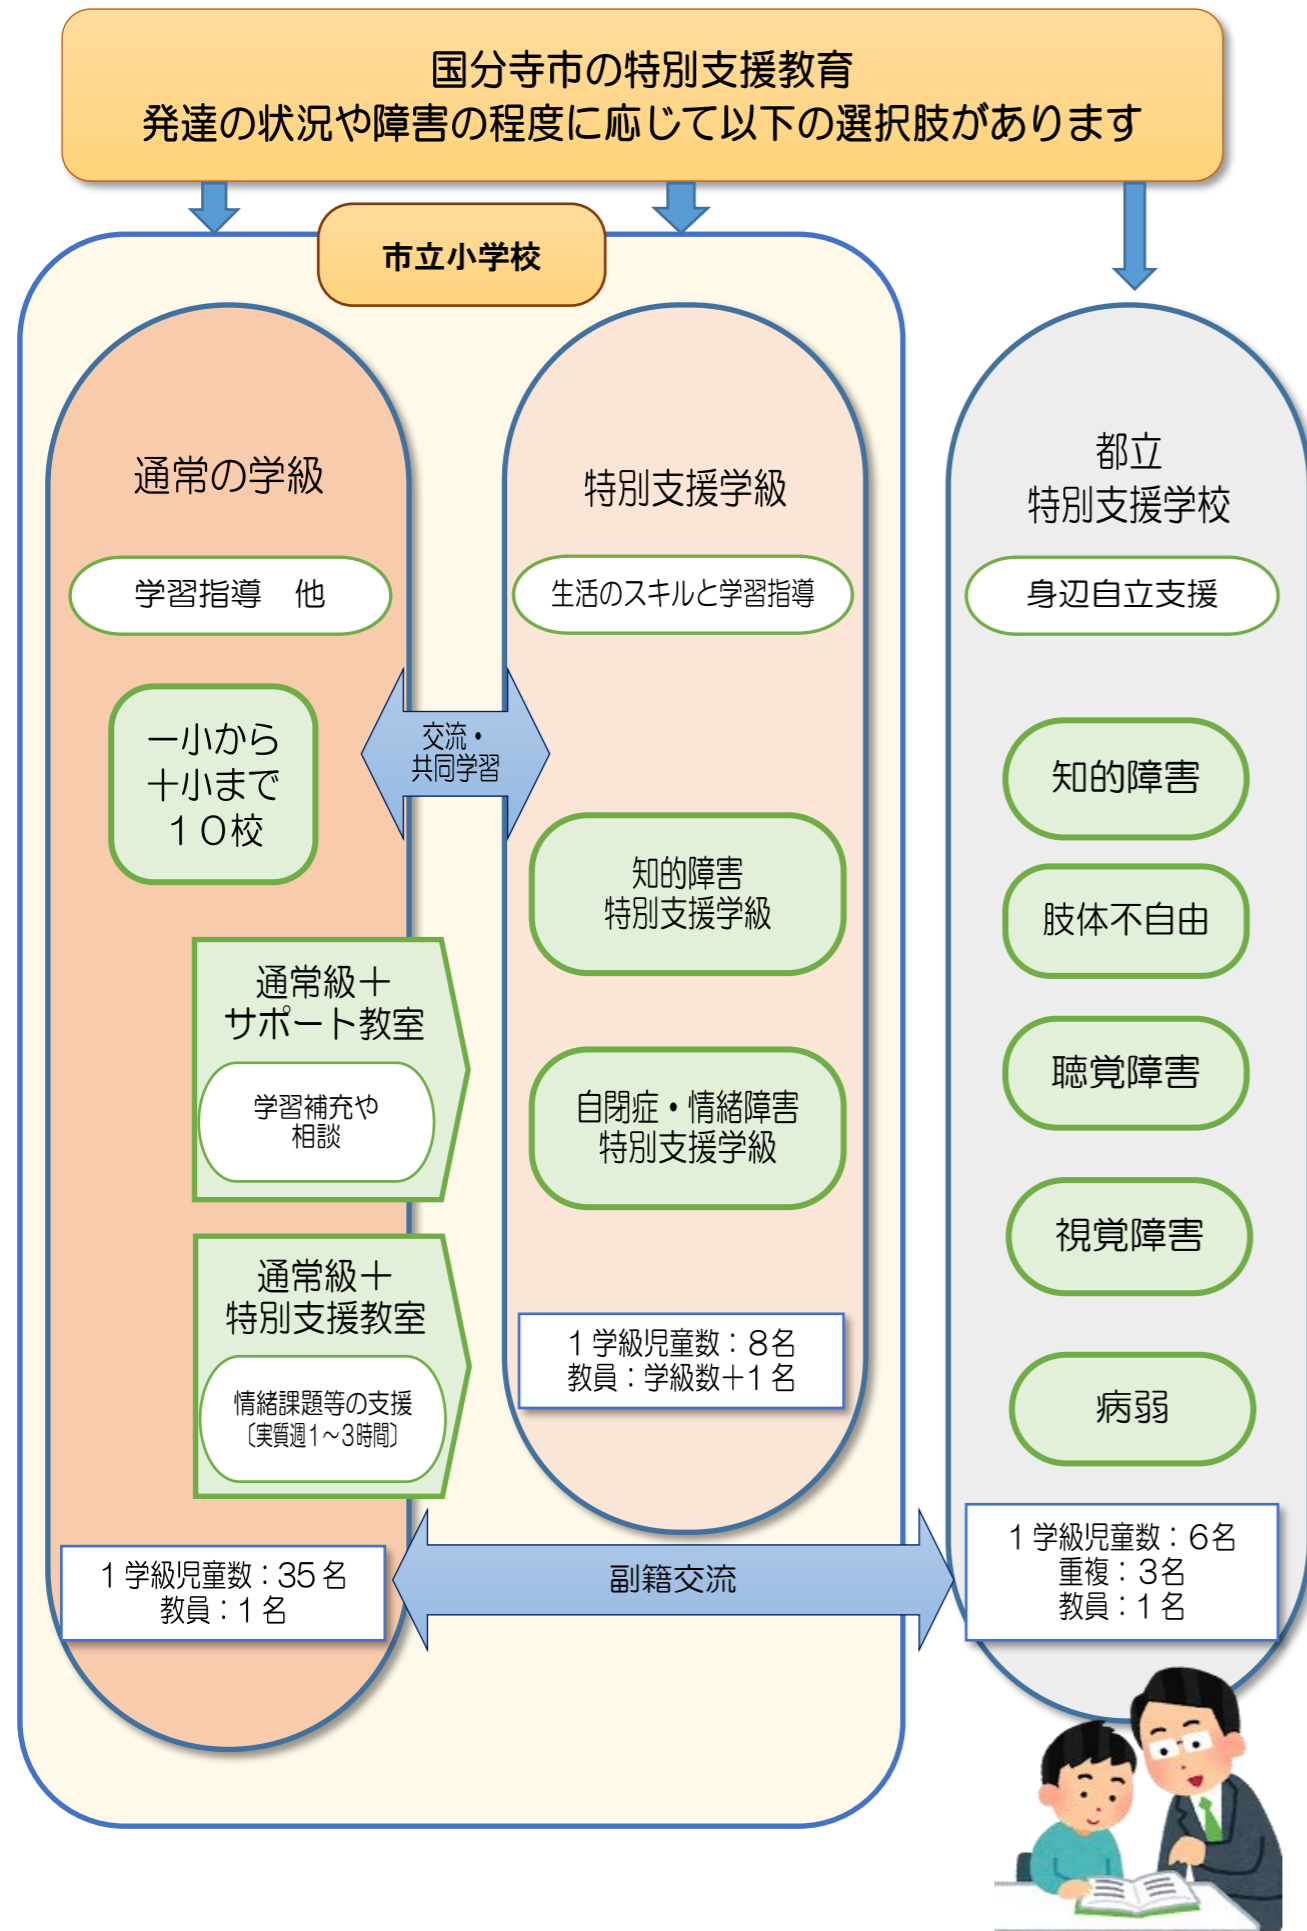 国分寺市の特別支援教育
発達の状況や障害の程度に応じて以下の選択肢があります
市立小学校
通常の学級
学習指導　他
一小から
十小まで
１０校
通常級＋
サポート教室
学習補充や
相談
通常級＋
特別支援教室
情緒課題等の支援
〔実質週１～３時間〕
１学級児童数：35名
教員：１名
交流・
共同学習
特別支援学級
生活のスキルと学習指導
知的障害
特別支援学級
自閉症・情緒障害
特別支援学級
１学級児童数：８名
教員：学級数＋１名
副籍交流
都立
特別支援学校
身辺自立支援
知的障害
肢体不自由
聴覚障害
視覚障害
病弱
１学級児童数：６名
重複：３名
教員：１名